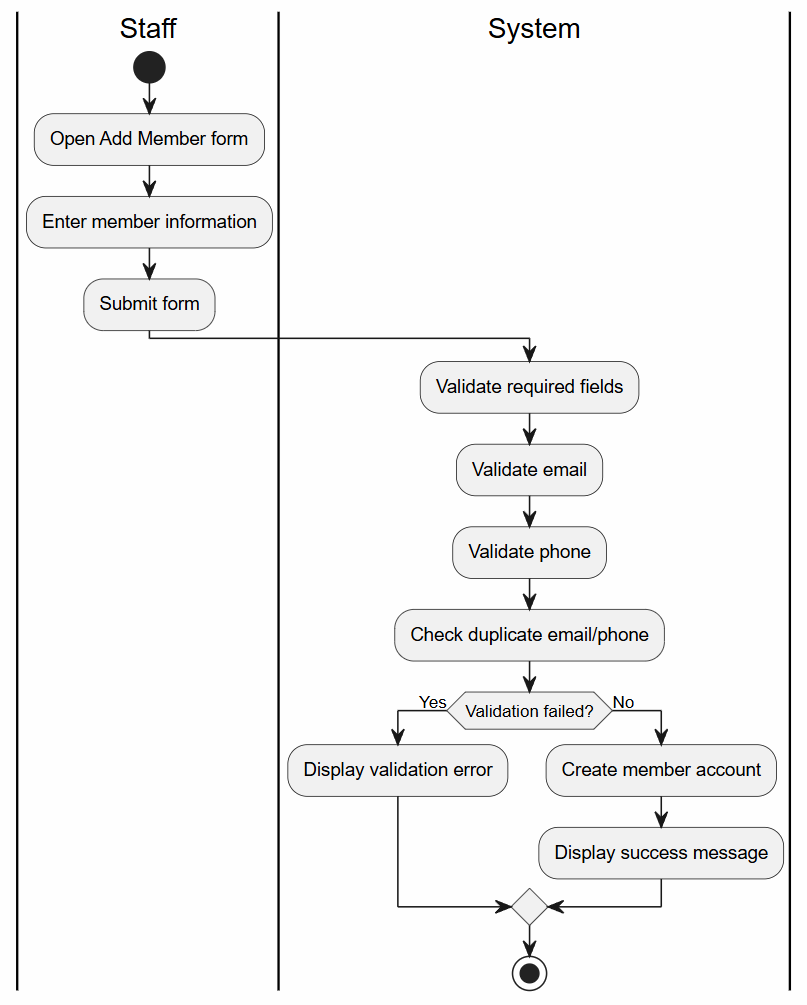 Staff
System
Open Add Member form
Enter member information
Submit form
Validate required fields
Validate email
Validate phone
Check duplicate email/phone
Yes
Validation failed?
No
Display validation error
Create member account
Display success message